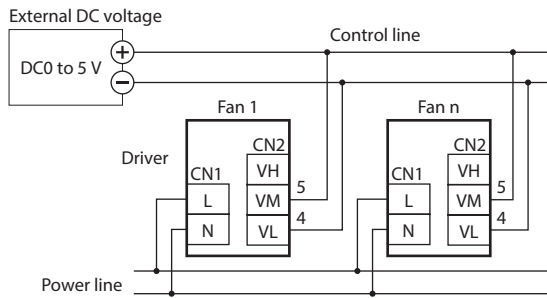 External DC voltage
DC0 to 5 V
+
−
Control line
Fan 1
Fan n
Driver
CN2
VH
CN1
L
VM
5
N
VL
4
CN2
VH
CN1
L
VM
5
N
VL
4
Power line